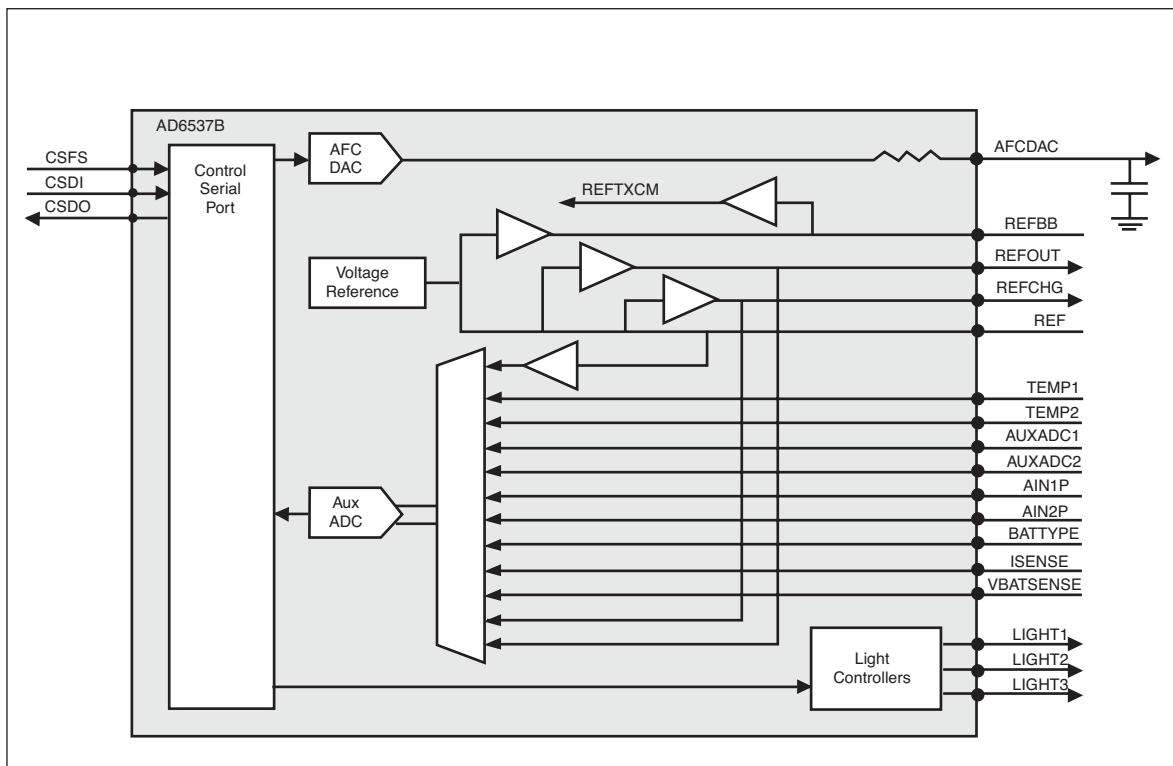 AD6537B
CSFS
CSDI
CSDO
Control
Serial
Port
AFC
DAC
AFCDAC
REFTXCM
REFBB
REFOUT
REFCHG
REF
Voltage
Reference
TEMP1
TEMP2
AUXADC1
AUXADC2
AIN1P
AIN2P
BATTYPE
ISENSE
VBATSENSE
Aux
ADC
Light
Controllers
LIGHT1
LIGHT2
LIGHT3